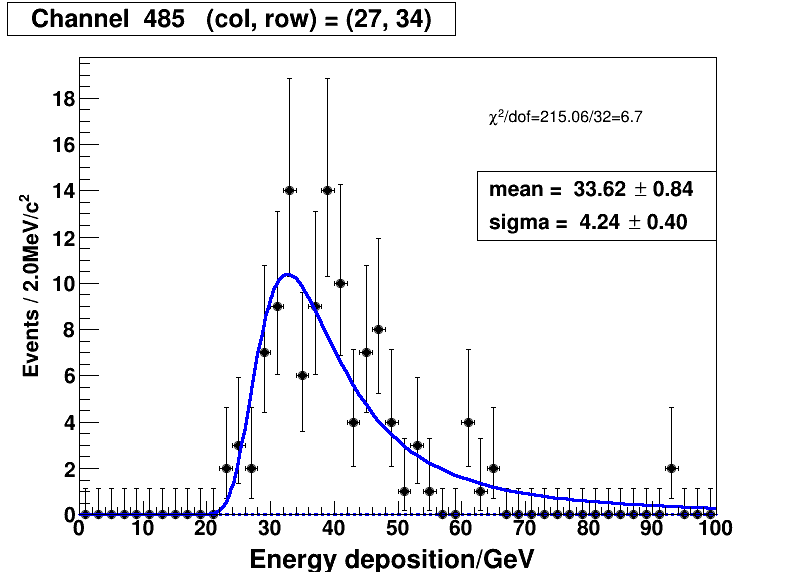 Channel 485 (col, row) = (27, 34)
χ²/dof=215.06/32=6.7
mean = 33.62 ± 0.84
sigma = 4.24 ± 0.40
Events / 2.0MeV/c²
18
16
14
12
10
8
6
4
2
0
0 10 20 30 40 50 60 70 80 90 100
Energy deposition/GeV